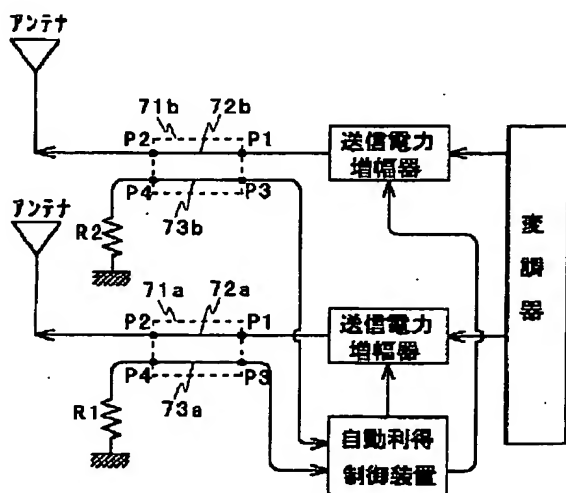 アンテナ
71b
72b
P2
P1
送信電力
増幅器
P4
P3
アンテナ
73b
R2
変
調
器
71a
72a
P2
P1
送信電力
増幅器
P4
P3
73a
R1
自動利得
制御装置